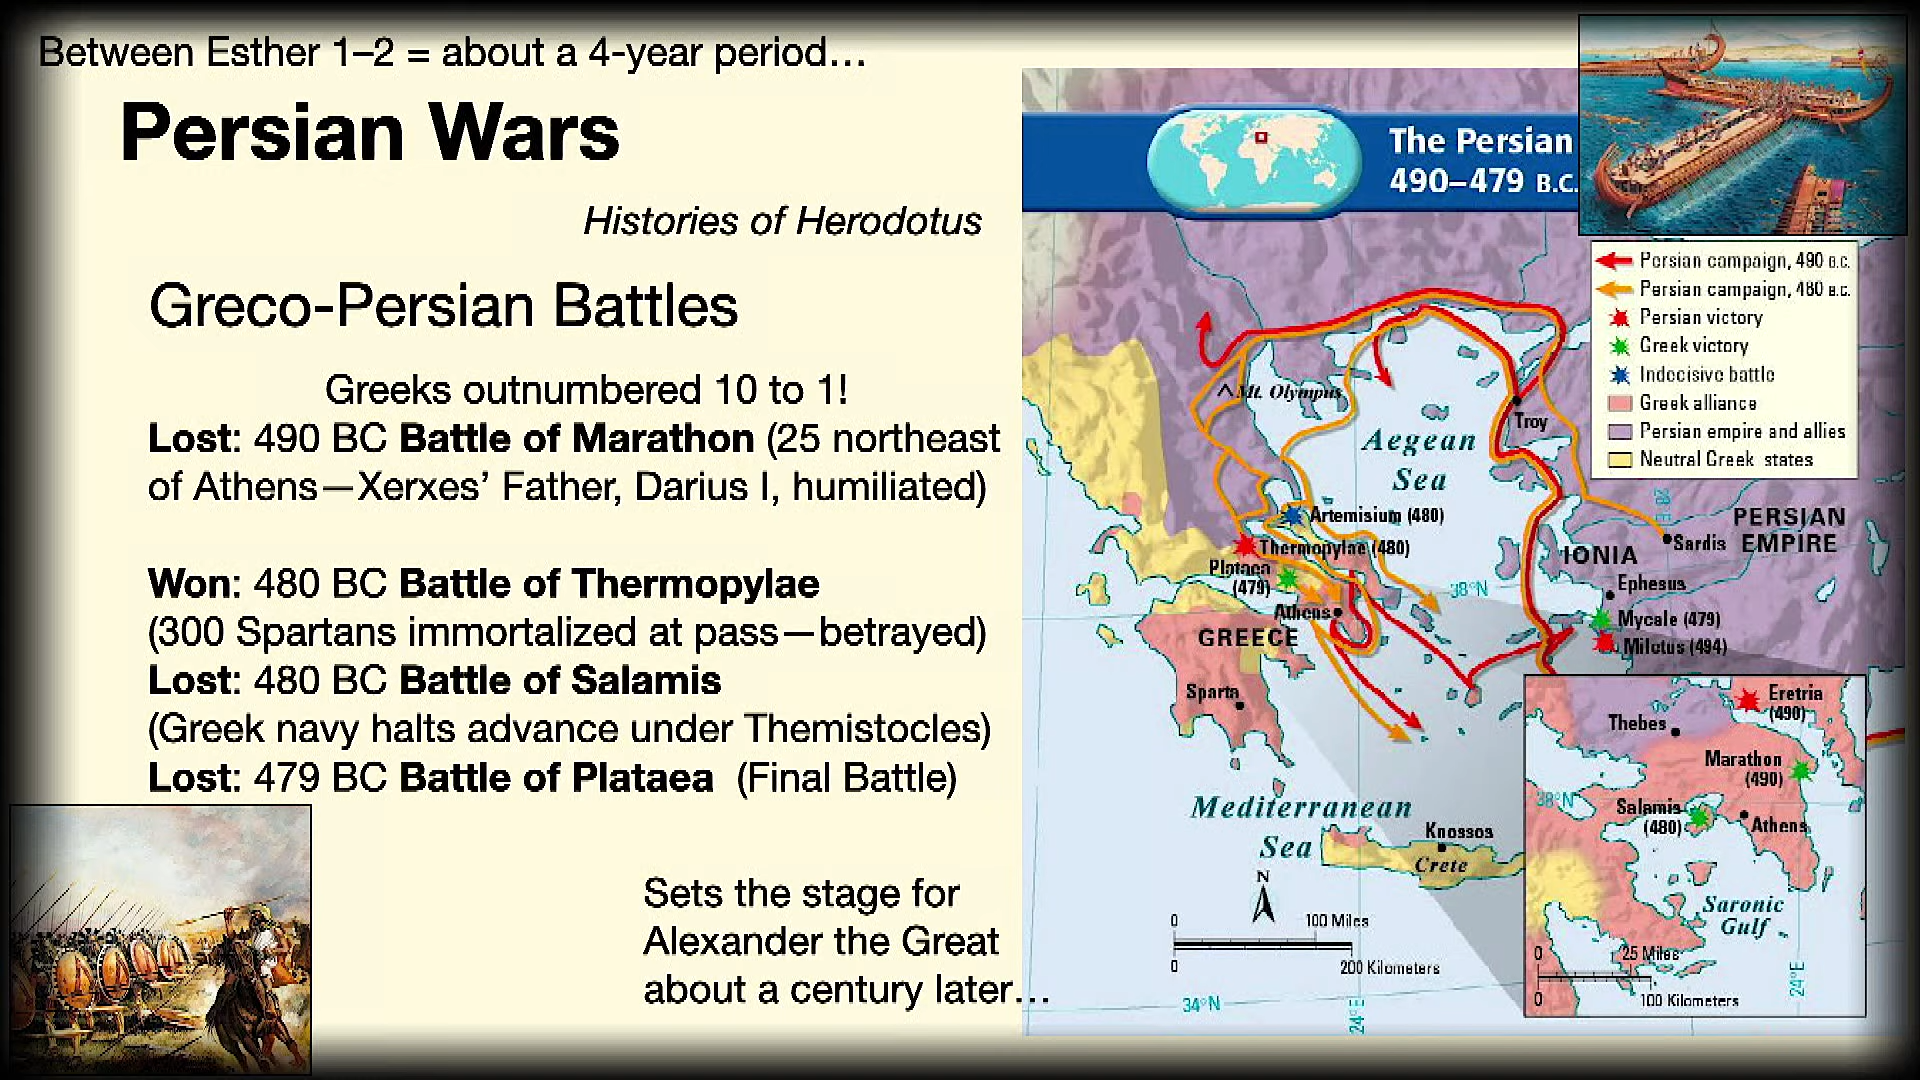 Between Esther 1–2 = about a 4-year period…
Persian Wars
Histories of Herodotus
Greco-Persian Battles
Greeks outnumbered 10 to 1!
Lost: 490 BC Battle of Marathon (25 northeast
of Athens—Xerxes’ Father, Darius I, humiliated)
Won: 480 BC Battle of Thermopylae
(300 Spartans immortalized at pass—betrayed)
Lost: 480 BC Battle of Salamis
(Greek navy halts advance under Themistocles)
Lost: 479 BC Battle of Plataea (Final Battle)
Sets the stage for
Alexander the Great
about a century later…
The Persian
490–479 B.C.
Persian campaign, 490 B.C.
Persian campaign, 480 B.C.
Persian victory
Greek victory
Indecisive battle
Greek alliance
Persian empire and allies
Neutral Greek states
Mt. Olympus
Troy
Aegean
Sea
Artemisium (480)
Thermopylae (480)
Plataea
(479)
Athens
GREECE
Sparta
38°N
28°E
PERSIAN
EMPIRE
Sardis
IONIA
Ephesus
Mycale (479)
Miletus (494)
Mediterranean
Sea
Knossos
Crete
N
0
100 Miles
0
200 Kilometers
34°N
24°E
Eretria
(490)
Thebes
Marathon
(490)
38°N
Salamis
(480)
Athens
Saronic
Gulf
0
25 Miles
0
100 Kilometers
24°E